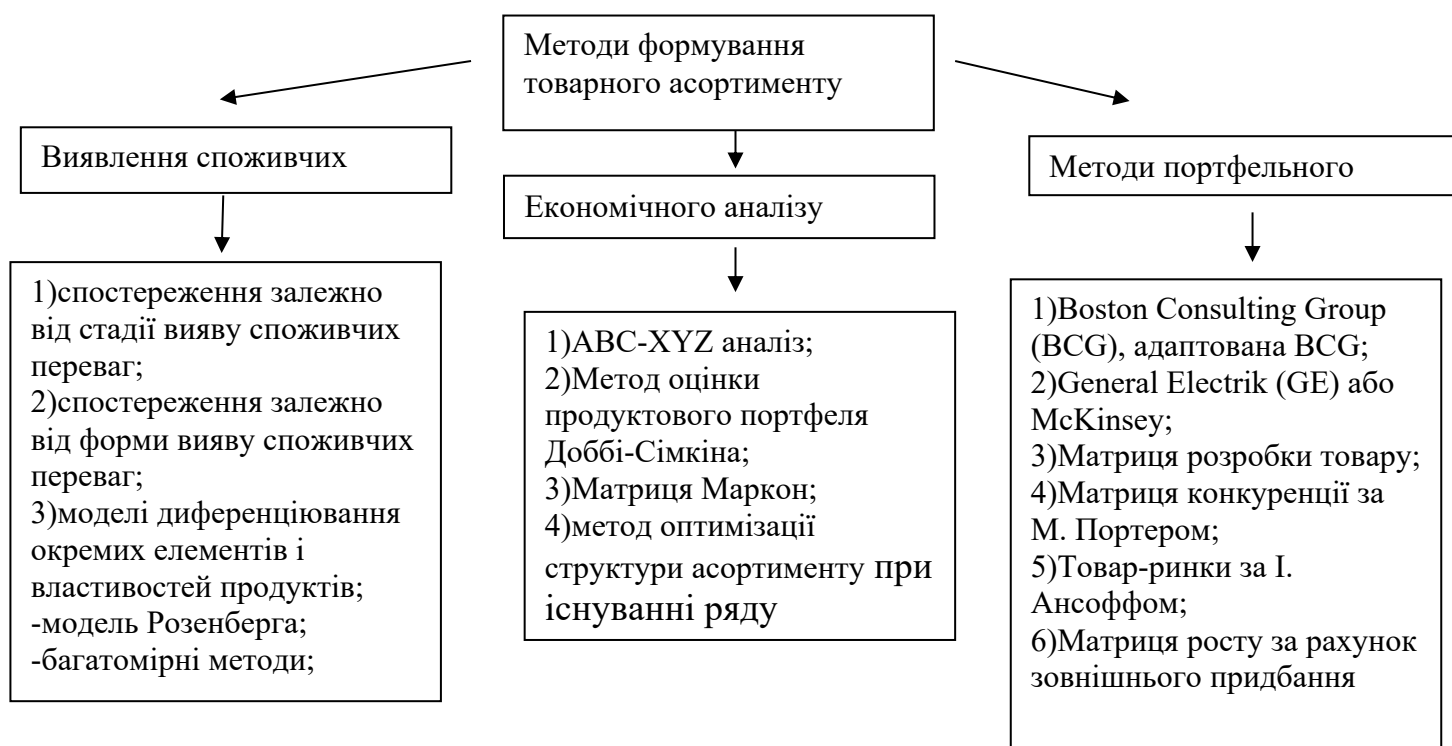 Методи формування
товарного асортименту
Виявлення споживчих
Економічного аналізу
Методи портфельного
1)спостереження залежно
від стадії вияву споживчих
переваг;
2)спостереження залежно
від форми вияву споживчих
переваг;
3)моделі диференціювання
окремих елементів і
властивостей продуктів;
-модель Розенберга;
-багатомірні методи;
1)ABC-XYZ аналіз;
2)Метод оцінки
продуктового портфеля
Доббі-Сімкіна;
3)Матриця Маркон;
4)метод оптимізації
структури асортименту при
існуванні ряду
1)Boston Consulting Group
(BCG), адаптована BCG;
2)General Electrik (GE) або
McKinsey;
3)Матриця розробки товару;
4)Матриця конкуренції за
М. Портером;
5)Товар-ринки за І.
Ансоффом;
6)Матриця росту за рахунок
зовнішнього придбання